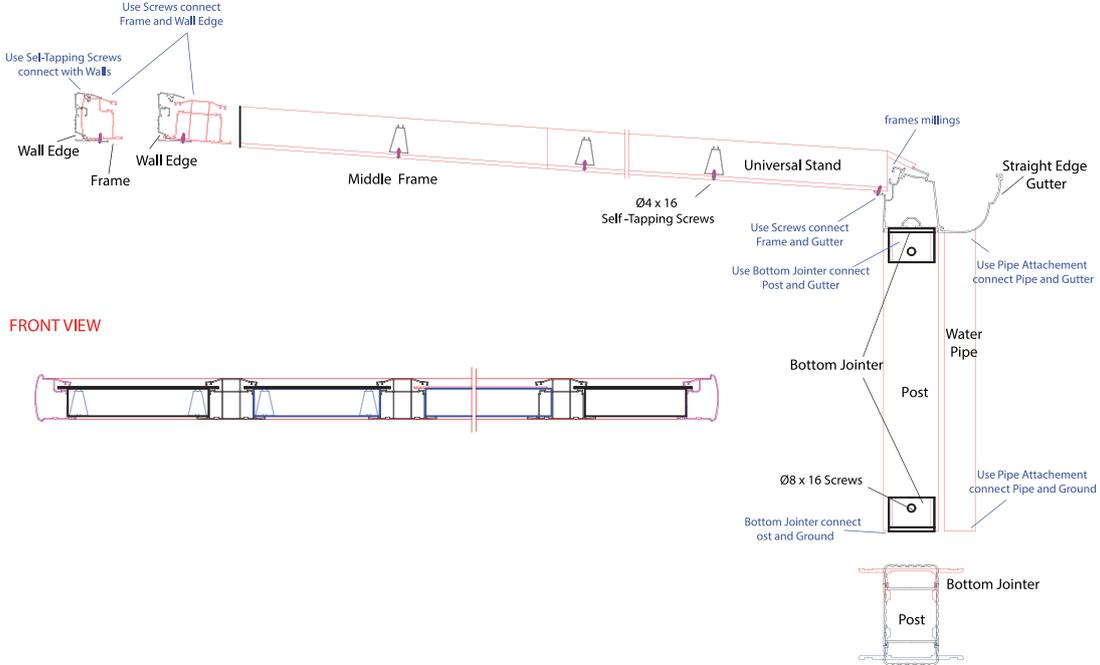 Use Screws connect
Frame and Wall Edge
Use Sel-Tapping Screws
connect with Walls
Wall Edge
Frame
Wall Edge
Middle Frame
Ø4 x 16
Self-Tapping Screws
Universal Stand
frames millings
Straight Edge
Gutter
Use Screws connect
Frame and Gutter
Use Bottom Jointer connect
Post and Gutter
Use Pipe Attachement
connect Pipe and Gutter
FRONT VIEW
Water
Pipe
Bottom Jointer
Post
Ø8 x 16 Screws
Use Pipe Attachement
connect Pipe and Ground
Bottom Jointer connect
ost and Ground
Bottom Jointer
Post